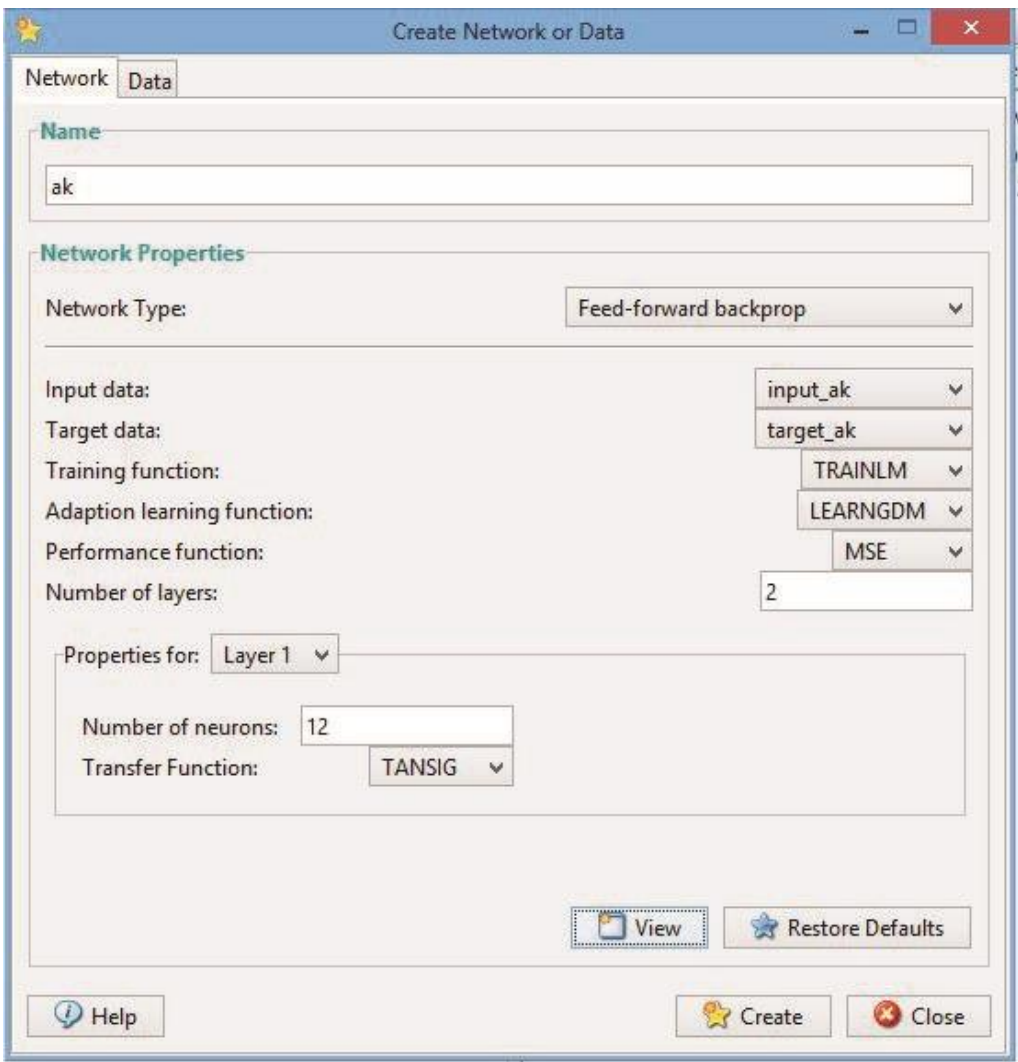 Create Network or Data
Network Data
Name
ak
Network Properties
Network Type: Feed-forward backprop
Input data: input_ak
Target data: target_ak
Training function: TRAINLM
Adaption learning function: LEARNGDM
Performance function: MSE
Number of layers: 2
Properties for: Layer 1
Number of neurons: 12
Transfer Function: TANSIG
View Restore Defaults
Help Create Close